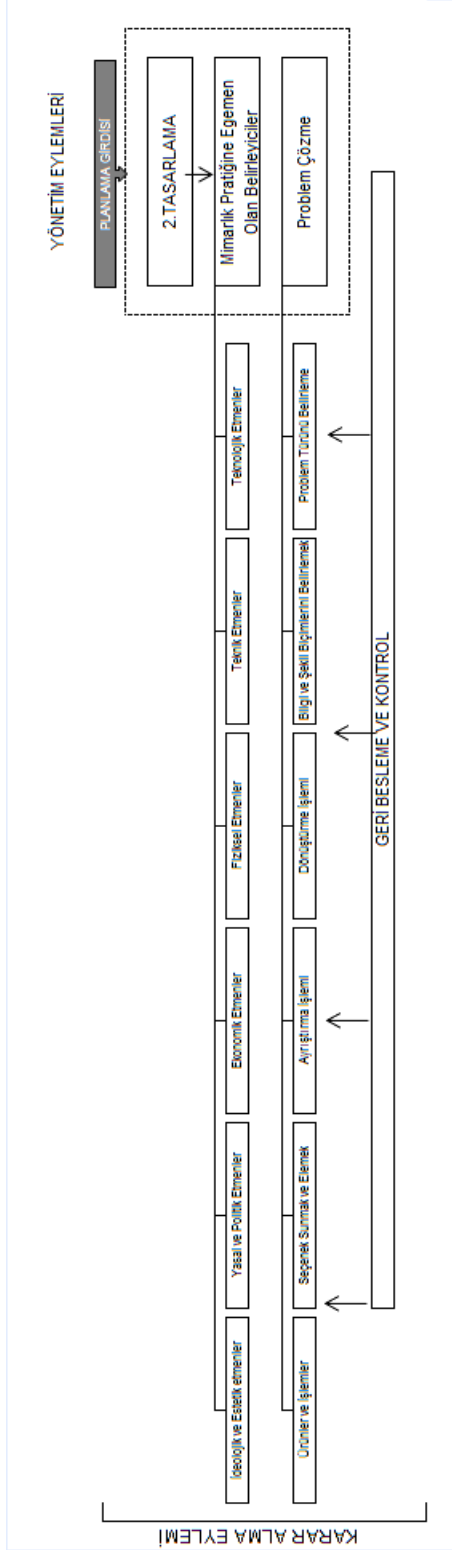 YÖNETİM EYLEMLERİ
PLANLAMA GİRDİSİ
2.TASARLAMA
Mimarlık Pratiğine Egemen
Olan Belirleyiciler
Teknolojik Etmenler
Teknik Etmenler
Fiziksel Etmenler
Ekonomik Etmenler
Yasal ve Politik Etmenler
İdeolojik ve Estetik etmenler
Problem Çözme
Problem Türünü Belirleme
Bilgi ve Şekil Biçimlerini Belirlemek
Dönüştürme İşlemi
Ayrıştırma İşlemi
Seçenek Sunmak ve Elemek
Ürünler ve İşlemler
GERİ BESLEME VE KONTROL
KARAR ALMA EYLEMİ